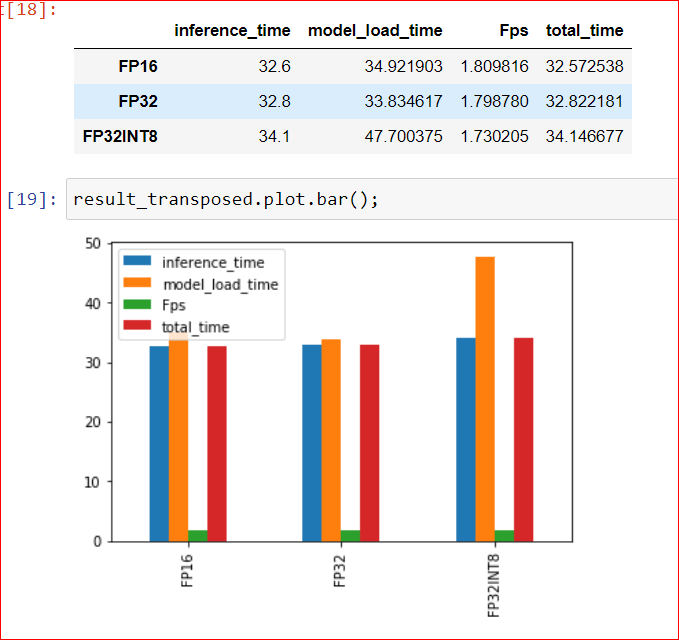 t[18]:
inference_time model_load_time Fps total_time
FP16 32.6 34.921903 1.809816 32.572538
FP32 32.8 33.834617 1.798780 32.822181
FP32INT8 34.1 47.700375 1.730205 34.146677
[19]: result_transposed.plot.bar();
50
40
30
20
10
0
inference_time
model_load_time
Fps
total_time
FP16 FP32 FP32INT8